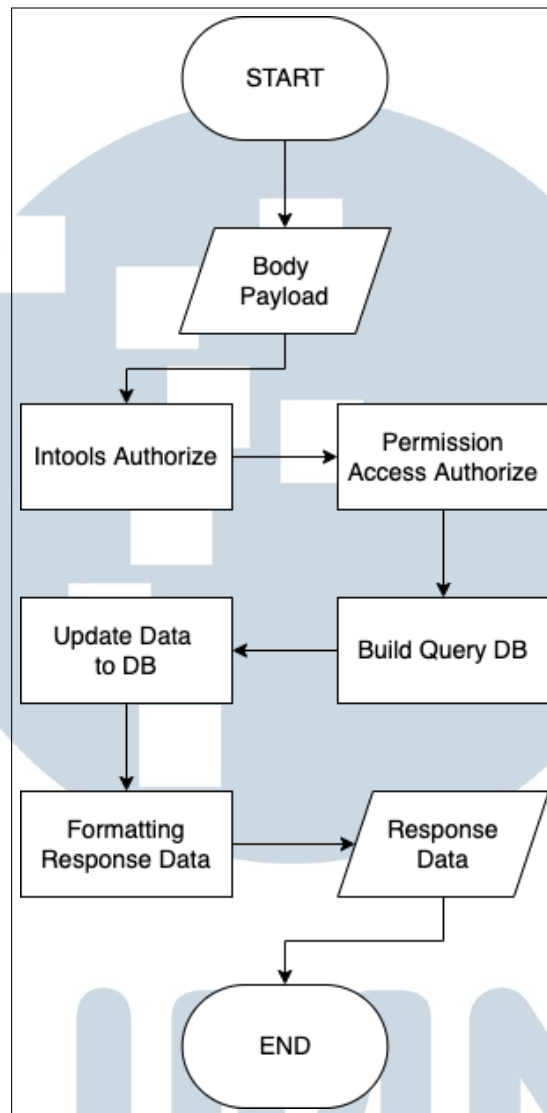 START
Body
Payload
Intools Authorize
Permission
Access Authorize
Build Query DB
Update Data
to DB
Formatting
Response Data
Response
Data
END